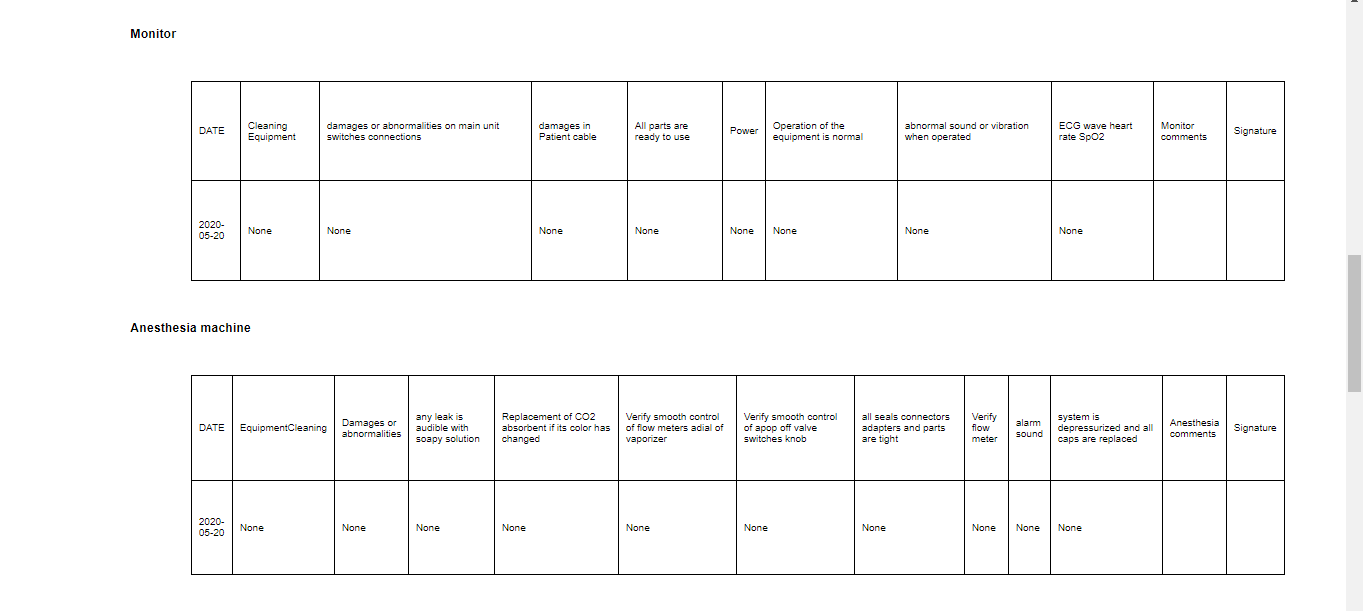 Monitor
DATE
Cleaning
Equipment
damages or abnormalities on main unit
switches connections
damages in
Patient cable
All parts are
ready to use
Power
Operation of the
equipment is normal
abnormal sound or vibration
when operated
ECG wave heart
rate SpO2
Monitor
comments
Signature
2020-
05-20
None
None
None
None
None
None
None
None
Anesthesia machine
DATE
EquipmentCleaning
Damages or
abnormalities
any leak is
audible with
soapy solution
Replacement of CO2
absorbent if its color has
changed
Verify smooth control
of flow meters adial of
vaporizer
Verify smooth control
of apop off valve
switches knob
all seals connectors
adapters and parts
are tight
Verify
flow
meter
alarm
sound
system is
depressurized and all
caps are replaced
Anesthesia
comments
Signature
2020-
05-20
None
None
None
None
None
None
None
None
None
None